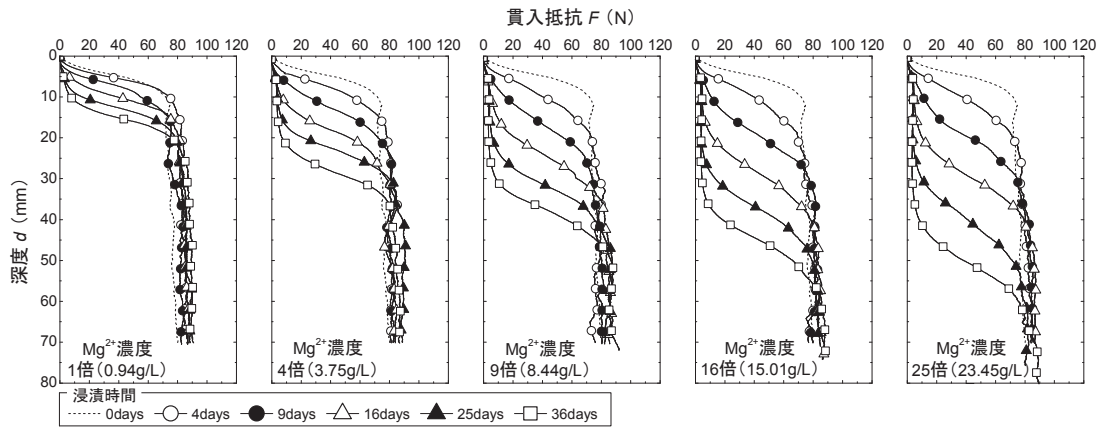 貫入抵抗 F (N)
0 20 40 60 80 100 120 0 20 40 60 80 100 120 0 20 40 60 80 100 120 0 20 40 60 80 100 120 0 20 40 60 80 100 120
0
10
20
30
40
50
60
70
80
深度 d (mm)
Mg2+濃度
1倍(0.94g/L)
Mg2+濃度
4倍(3.75g/L)
Mg2+濃度
9倍(8.44g/L)
Mg2+濃度
16倍(15.01g/L)
Mg2+濃度
25倍(23.45g/L)
浸漬時間
0days 4days 9days 16days 25days 36days